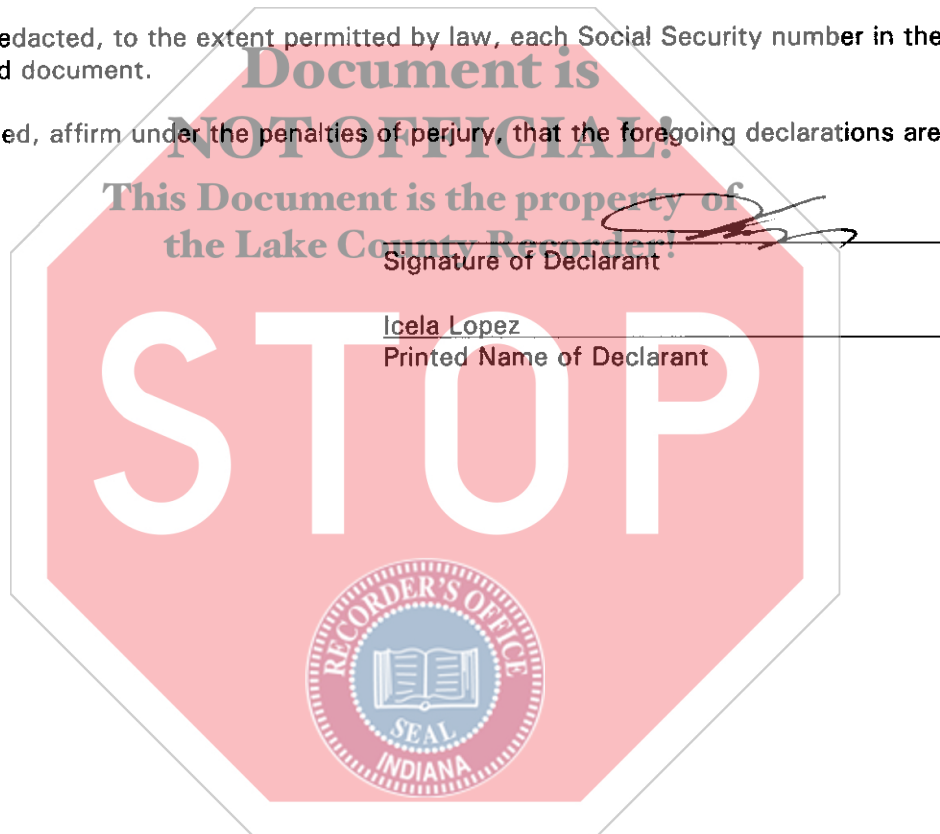 edacted, to the extent permitted by law, each Social Security number in the
d document.
Document is
ed, affirm under the penalties of perjury, that the foregoing declarations are
NOT OFFICIAL!
This Document is the property of
the Lake County Recorder!
Signature of Declarant
Icela Lopez
Printed Name of Declarant
STOP
RECORDER'S OFFICE
SEAL
INDIANA